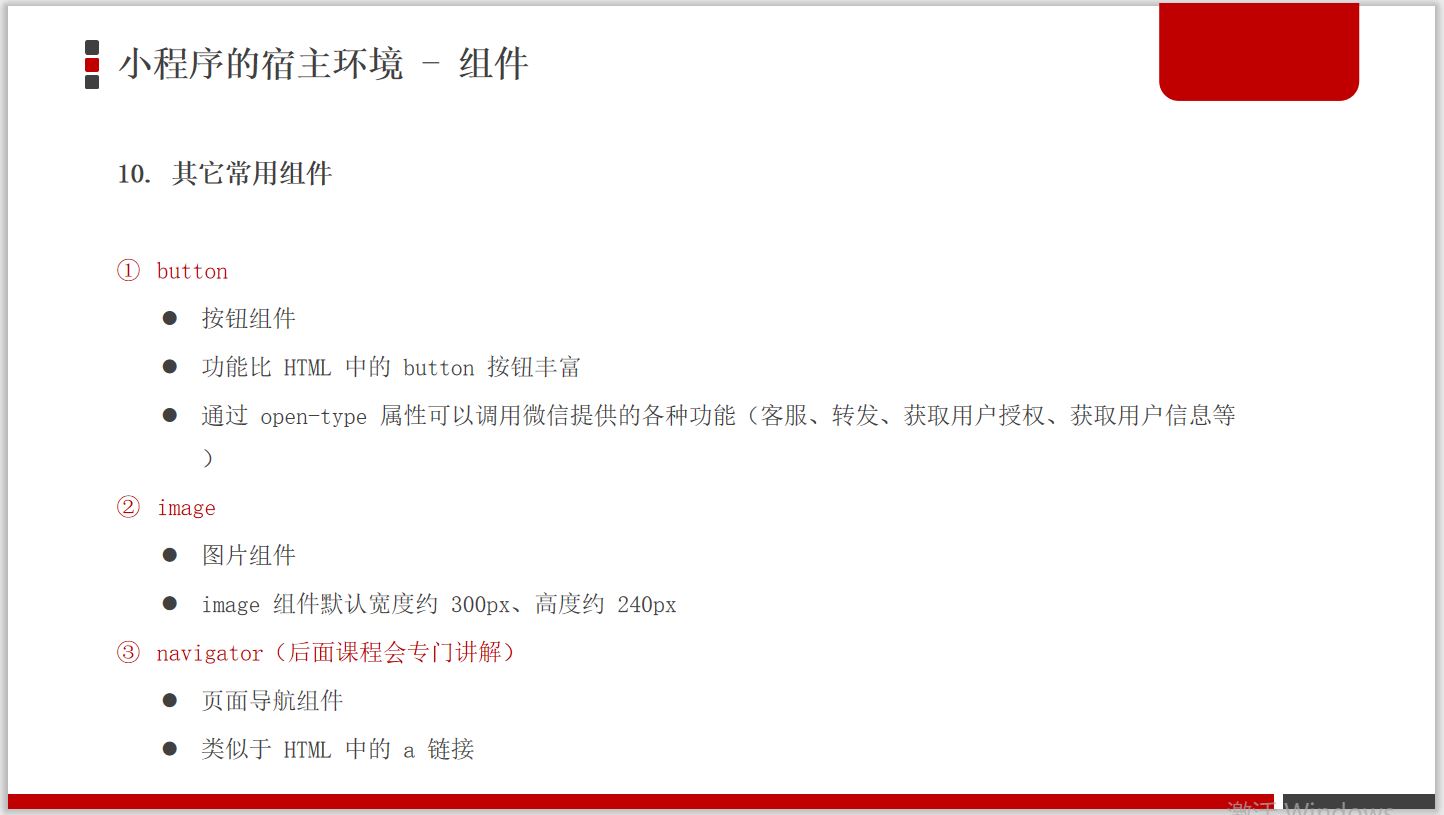 小程序的宿主环境 - 组件
10. 其它常用组件
① button
● 按钮组件
● 功能比 HTML 中的 button 按钮丰富
● 通过 open-type 属性可以调用微信提供的各种功能（客服、转发、获取用户授权、获取用户信息等
）
② image
● 图片组件
● image 组件默认宽度约 300px、高度约 240px
③ navigator（后面课程会专门讲解）
● 页面导航组件
● 类似于 HTML 中的 a 链接
激活 Windows